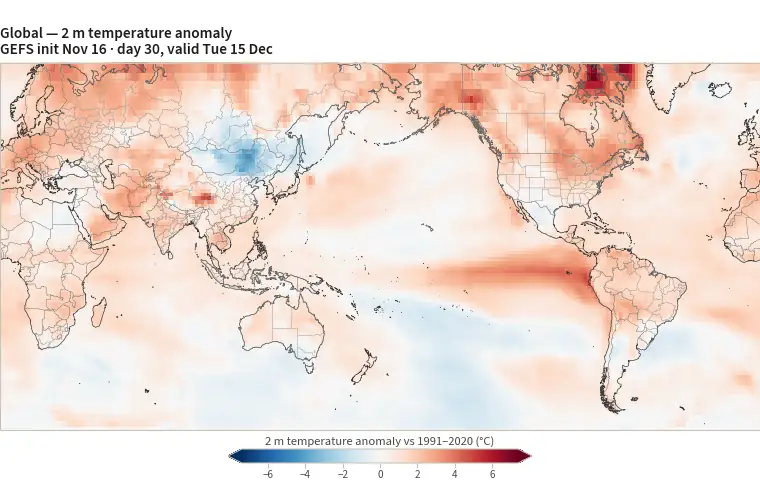 Global — 2 m temperature anomaly
GEFS init Nov 16 · day 30, valid Tue 15 Dec
2 m temperature anomaly vs 1991–2020 (°C)
−6 −4 −2 0 2 4 6